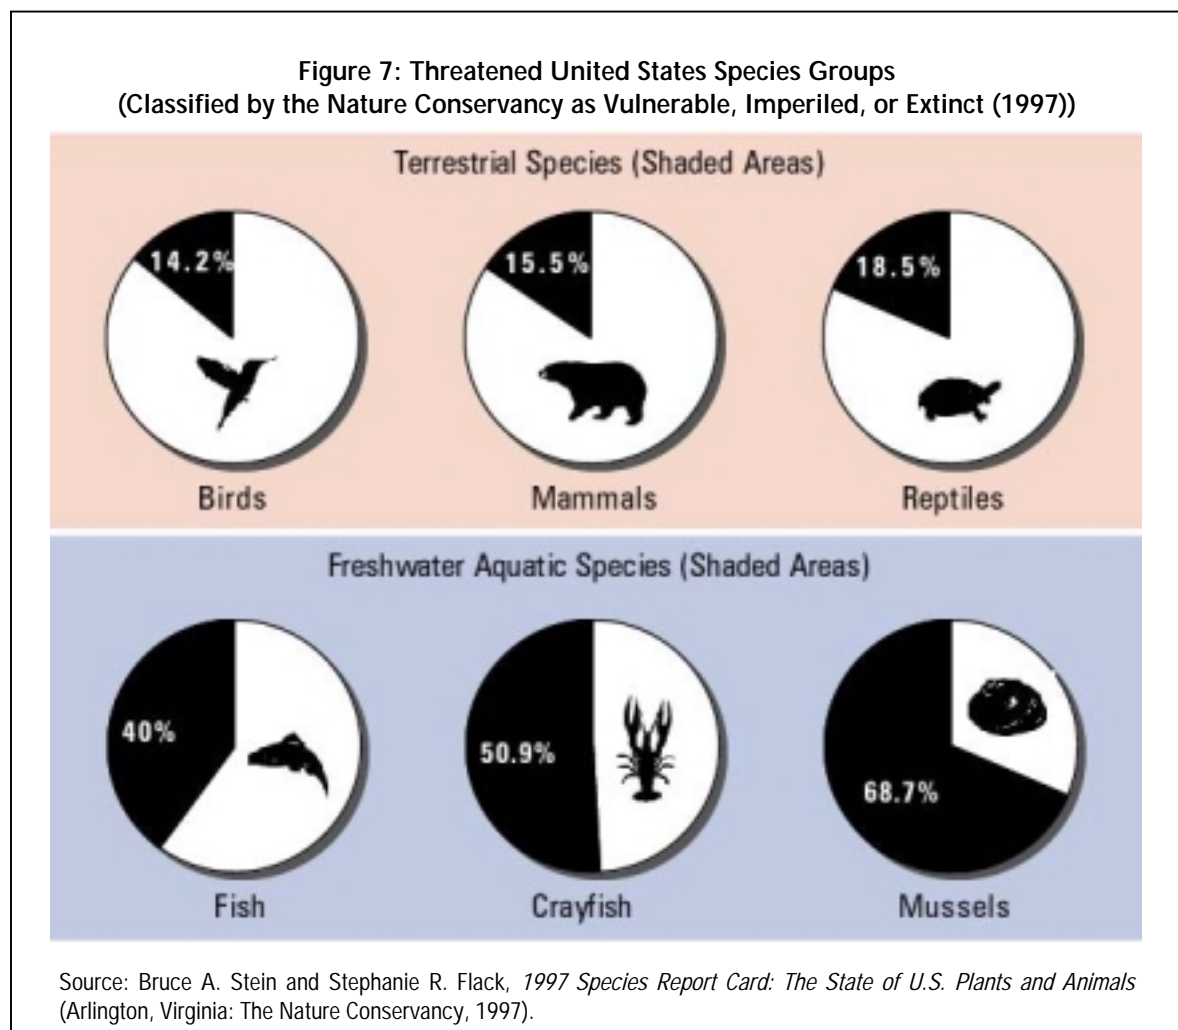 Figure 7: Threatened United States Species Groups
(Classified by the Nature Conservancy as Vulnerable, Imperiled, or Extinct (1997))
Terrestrial Species (Shaded Areas)
14.2%
15.5%
18.5%
Birds
Mammals
Reptiles
Freshwater Aquatic Species (Shaded Areas)
40%
50.9%
68.7%
Fish
Crayfish
Mussels
Source: Bruce A. Stein and Stephanie R. Flack, 1997 Species Report Card: The State of U.S. Plants and Animals
(Arlington, Virginia: The Nature Conservancy, 1997).